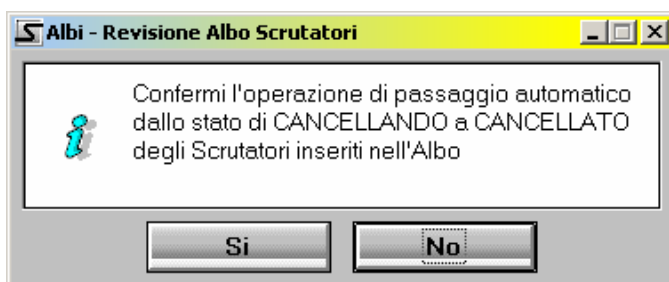 Albi - Revisione Albo Scrutatori
Confermi l'operazione di passaggio automatico
dallo stato di CANCELLANDO a CANCELLATO
degli Scrutatori inseriti nell'Albo
Si
No